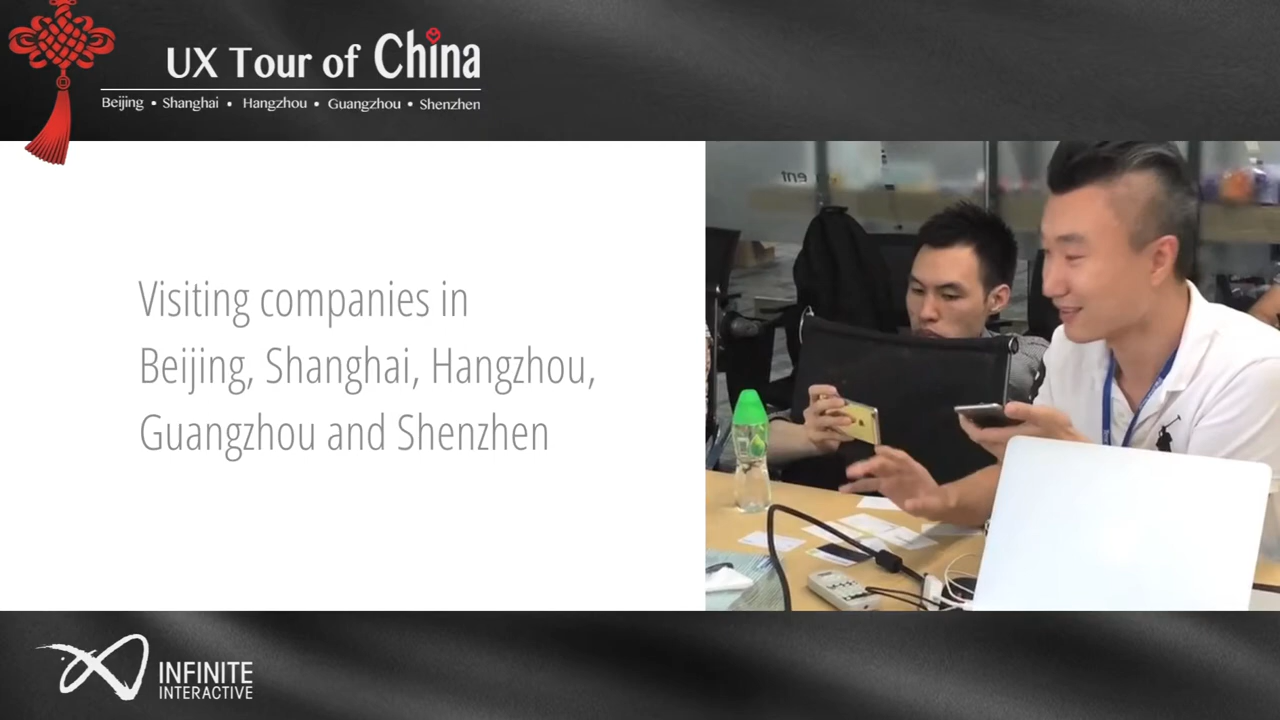 UX Tour of China
Beijing • Shanghai • Hangzhou • Guangzhou • Shenzhen
ent
Visiting companies in
Beijing, Shanghai, Hangzhou,
Guangzhou and Shenzhen
INFINITE
INTERACTIVE